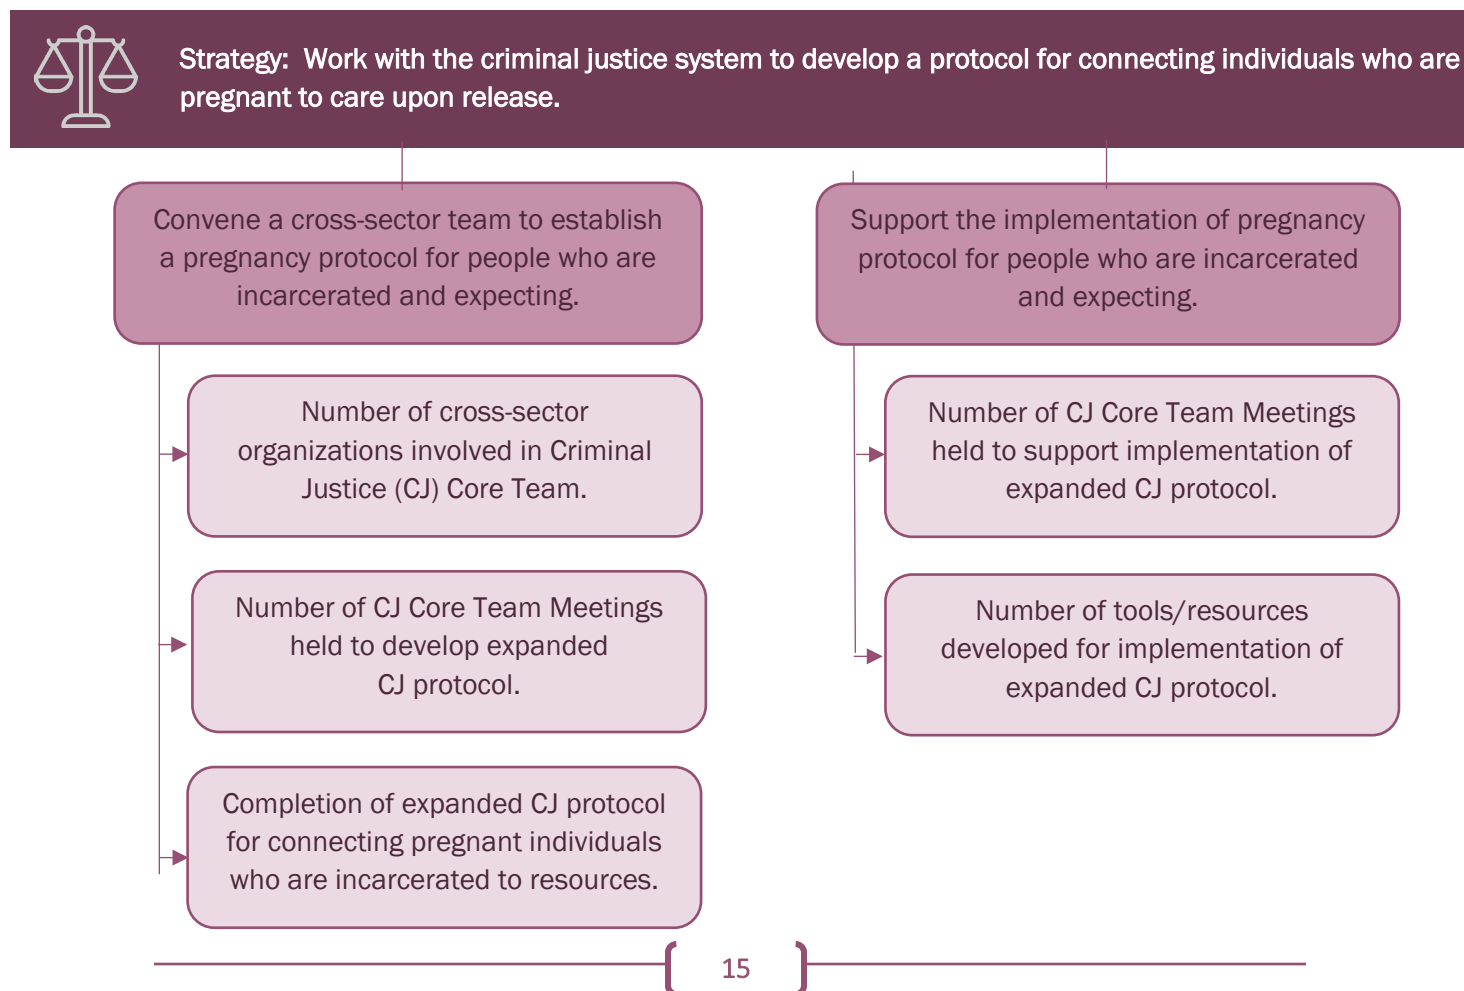 Strategy:  Work with the criminal justice system to develop a protocol for connecting individuals who are
pregnant to care upon release.
Convene a cross-sector team to establish
a pregnancy protocol for people who are
incarcerated and expecting.
Number of cross-sector
organizations involved in Criminal
Justice (CJ) Core Team.
Number of CJ Core Team Meetings
held to develop expanded
CJ protocol.
Completion of expanded CJ protocol
for connecting pregnant individuals
who are incarcerated to resources.
Support the implementation of pregnancy
protocol for people who are incarcerated
and expecting.
Number of CJ Core Team Meetings
held to support implementation of
expanded CJ protocol.
Number of tools/resources
developed for implementation of
expanded CJ protocol.
15